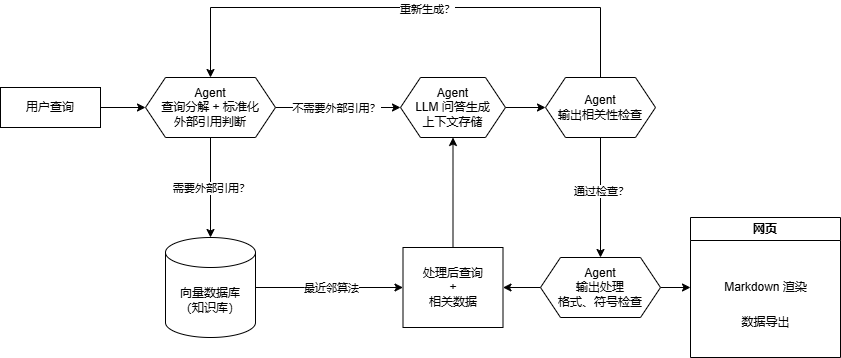 重新生成？
用户查询
Agent
查询分解 + 标准化
外部引用判断
不需要外部引用？
Agent
LLM 问答生成
上下文存储
Agent
输出相关性检查
需要外部引用？
通过检查？
向量数据库
(知识库)
最近邻算法
处理后查询
+
相关数据
Agent
输出处理
格式、符号检查
网页
Markdown 渲染
数据导出